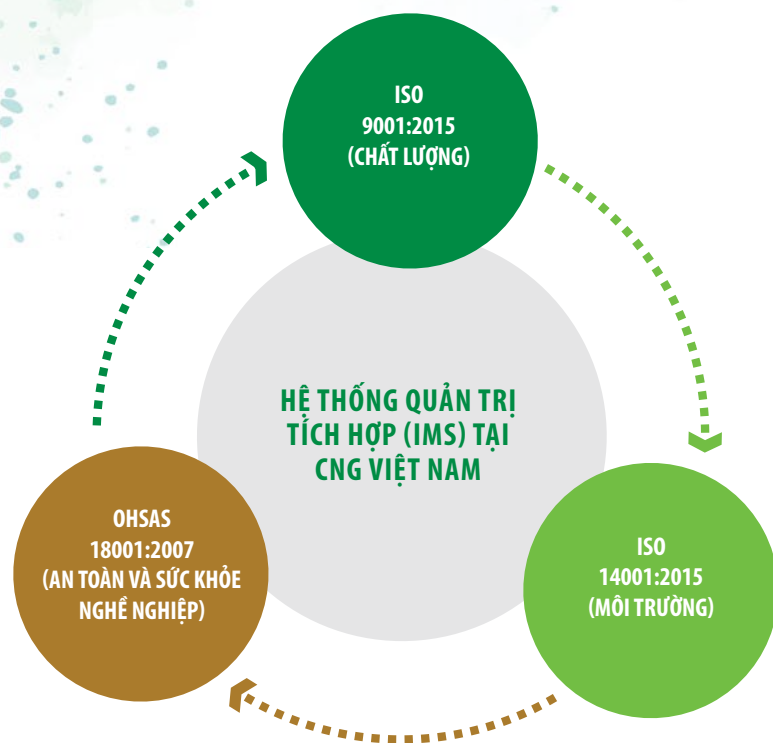 ISO
9001:2015
(CHẤT LƯỢNG)
HỆ THỐNG QUẢN TRỊ
TÍCH HỢP (IMS) TẠI
CNG VIỆT NAM
OHSAS
18001:2007
(AN TOÀN VÀ SỨC KHỎE
NGHỀ NGHIỆP)
ISO
14001:2015
(MÔI TRƯỜNG)